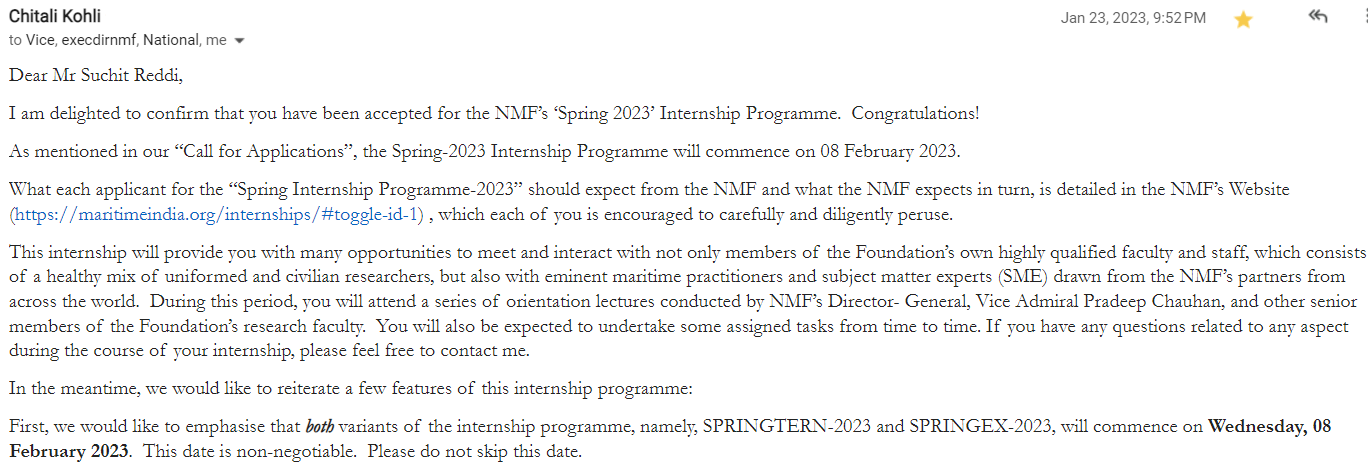 Chitali Kohli
Jan 23, 2023, 9:52 PM
to Vice, execdirnmf, National, me
Dear Mr Suchit Reddi,
I am delighted to confirm that you have been accepted for the NMF’s ‘Spring 2023’ Internship Programme.  Congratulations!
As mentioned in our “Call for Applications”, the Spring-2023 Internship Programme will commence on 08 February 2023.
What each applicant for the “Spring Internship Programme-2023” should expect from the NMF and what the NMF expects in turn, is detailed in the NMF’s Website
(https://maritimeindia.org/internships/#toggle-id-1) , which each of you is encouraged to carefully and diligently peruse.
This internship will provide you with many opportunities to meet and interact with not only members of the Foundation’s own highly qualified faculty and staff, which consists
of a healthy mix of uniformed and civilian researchers, but also with eminent maritime practitioners and subject matter experts (SME) drawn from the NMF’s partners from
across the world.  During this period, you will attend a series of orientation lectures conducted by NMF’s Director- General, Vice Admiral Pradeep Chauhan, and other senior
members of the Foundation’s research faculty.  You will also be expected to undertake some assigned tasks from time to time. If you have any questions related to any aspect
during the course of your internship, please feel free to contact me.
In the meantime, we would like to reiterate a few features of this internship programme:
First, we would like to emphasise that both variants of the internship programme, namely, SPRINGTERN-2023 and SPRINGEX-2023, will commence on Wednesday, 08
February 2023.  This date is non-negotiable.  Please do not skip this date.